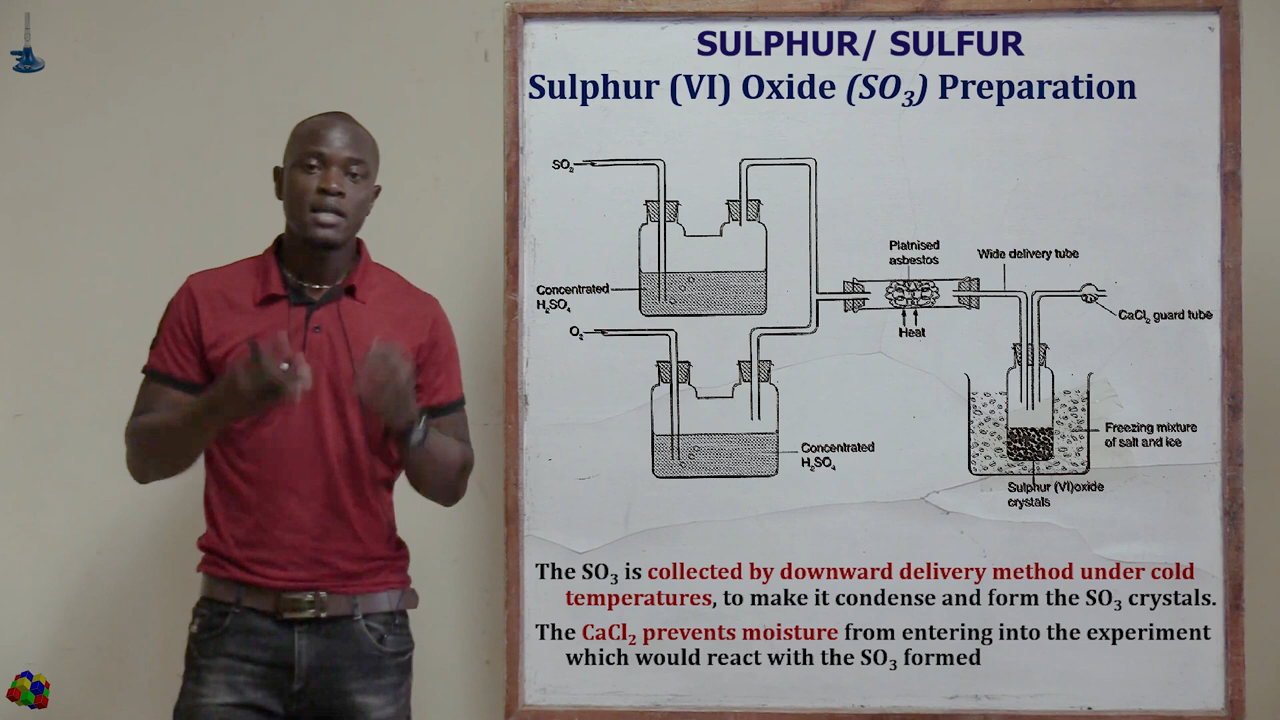 SULPHUR/ SULFUR
Sulphur (VI) Oxide (SO₃) Preparation
SO₂
Concentrated
H₂SO₄
O₂
Concentrated
H₂SO₄
Platnised
asbestos
Heat
Wide delivery tube
CaCl₂ guard tube
Freezing mixture
of salt and ice
Sulphur (VI)oxide
crystals
The SO₃ is collected by downward delivery method under cold
temperatures, to make it condense and form the SO₃ crystals.
The CaCl₂ prevents moisture from entering into the experiment
which would react with the SO₃ formed